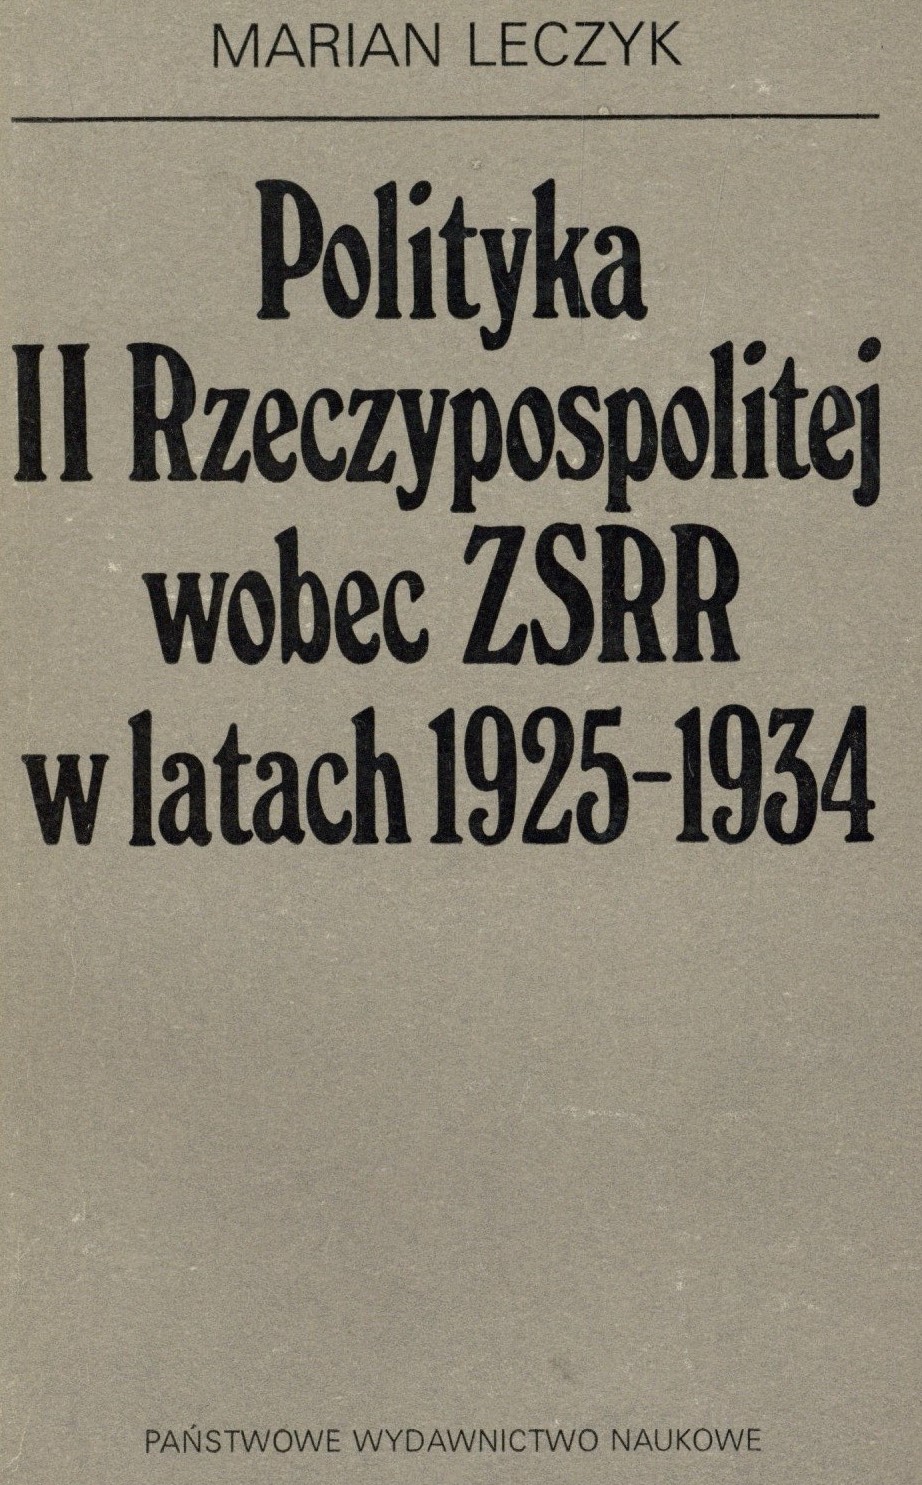 MARIAN LECZYK
Polityka
II Rzeczypospolitej
wobec ZSRR
w latach 1925-1934
PAŃSTWOWE WYDAWNICTWO NAUKOWE